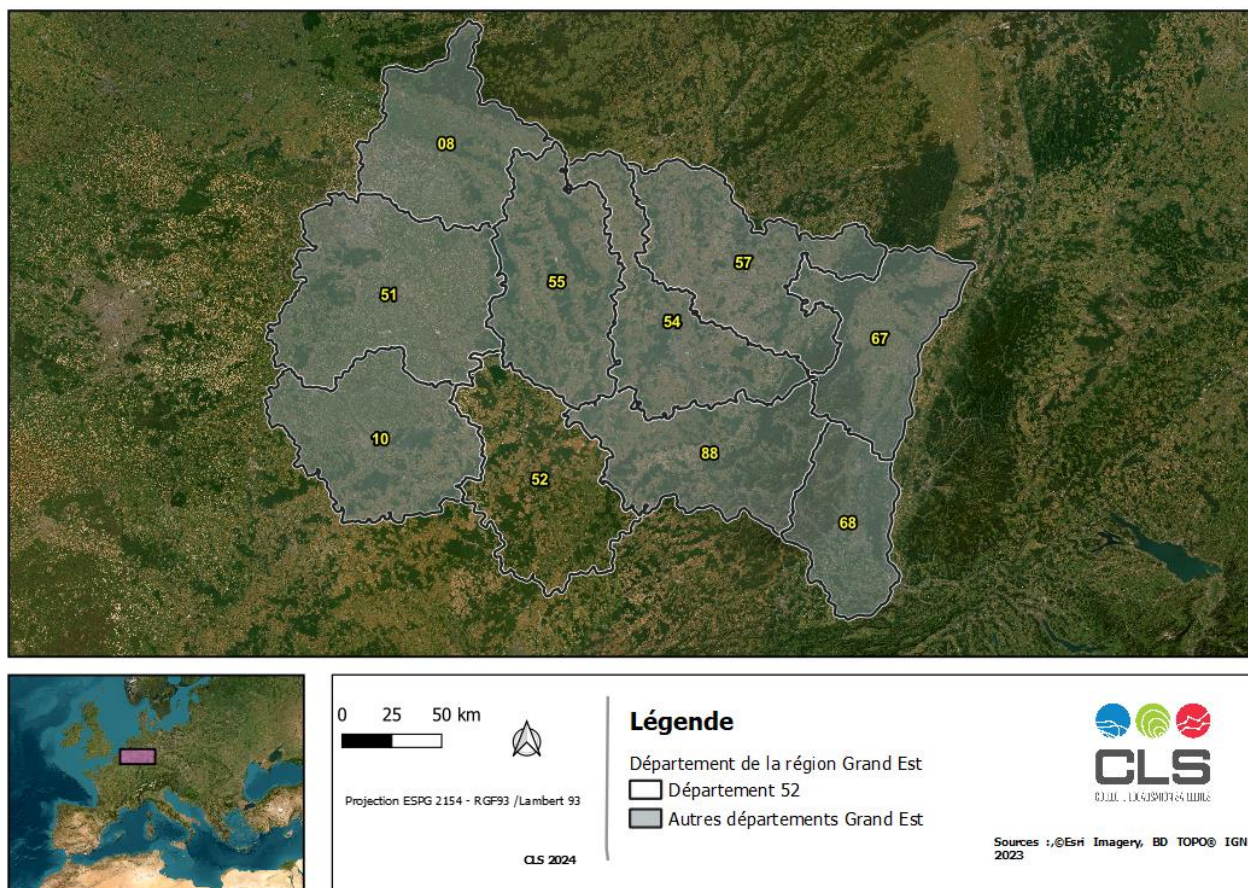 08
57
55
51
54
67
10
88
52
68
0 25 50 km
Projection ESPG 2154 - RGF93 /Lambert 93
CLS 2024
Légende
Département de la région Grand Est
Département 52
Autres départements Grand Est
CLS
Sources :,©Esri Imagery, BD TOPO® IGN
2023